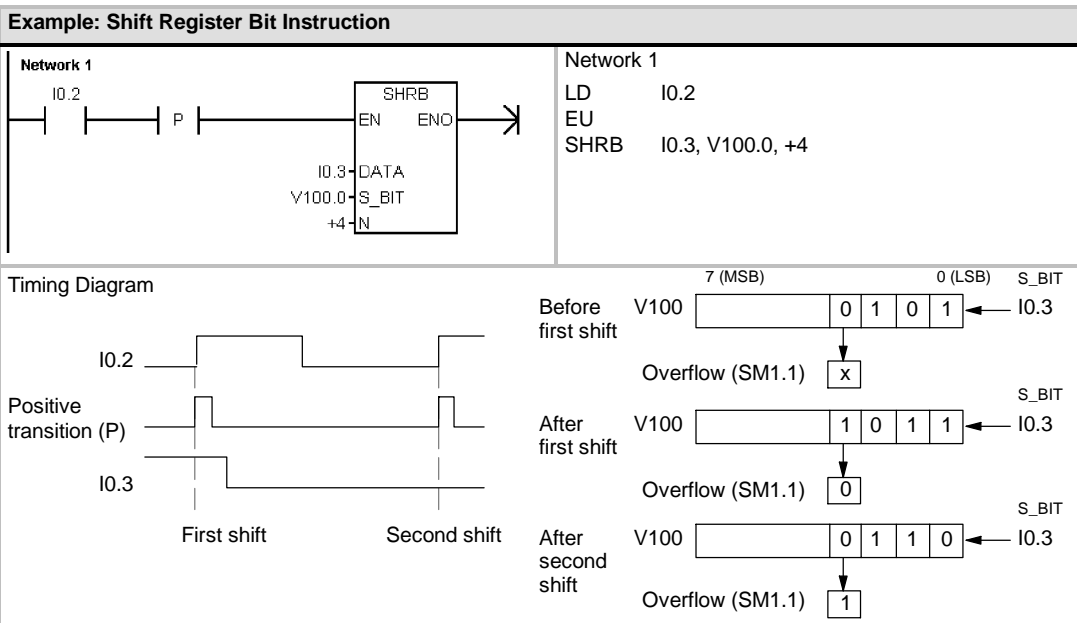 Example: Shift Register Bit Instruction
Network 1
I0.2
P
SHRB
EN ENO
I0.3 DATA
V100.0 S_BIT
+4 N
Network 1
LD I0.2
EU
SHRB I0.3, V100.0, +4
Timing Diagram
I0.2
Positive
transition (P)
I0.3
First shift Second shift
7 (MSB) 0 (LSB) S_BIT
Before
first shift
V100 0 1 0 1 I0.3
Overflow (SM1.1) x
S_BIT
After
first shift
V100 1 0 1 1 I0.3
Overflow (SM1.1) 0
S_BIT
After
second
shift
V100 0 1 1 0 I0.3
Overflow (SM1.1) 1